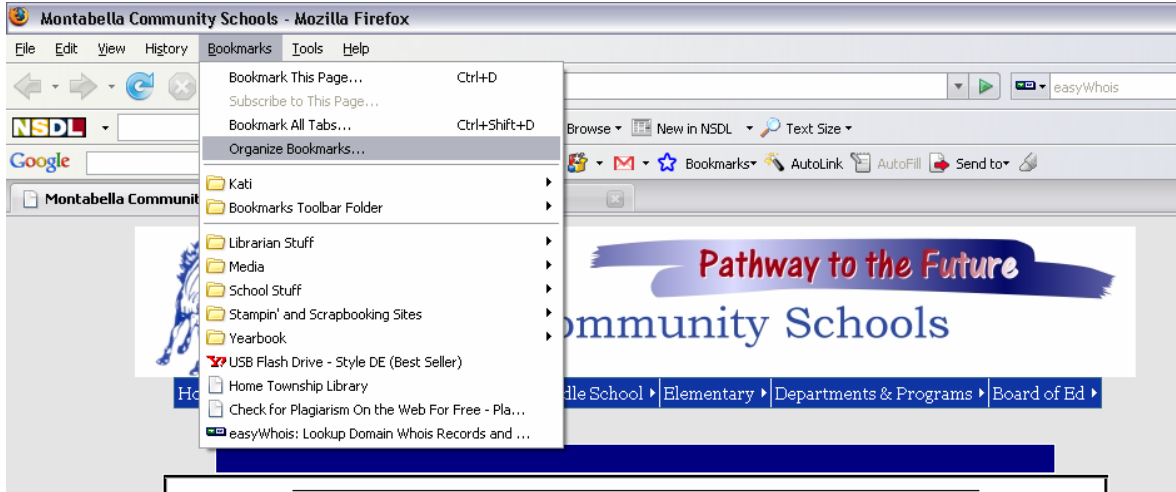 Montabella Community Schools - Mozilla Firefox
File Edit View History Bookmarks Tools Help
Bookmark This Page... Ctrl+D
Subscribe to This Page...
Bookmark All Tabs... Ctrl+Shift+D
Organize Bookmarks...
Kati
Bookmarks Toolbar Folder
Librarian Stuff
Media
School Stuff
Stampin' and Scrapbooking Sites
Yearbook
USB Flash Drive - Style DE (Best Seller)
Home Township Library
Check for Plagiarism On the Web For Free - Pla...
easyWhois: Lookup Domain Whois Records and ...
easyWhois
NSDL Browse New in NSDL Text Size
Google Bookmarks AutoLink AutoFill Send to
Montabella Communit
Pathway to the Future
ommunity Schools
Ho dle School Elementary Departments & Programs Board of Ed